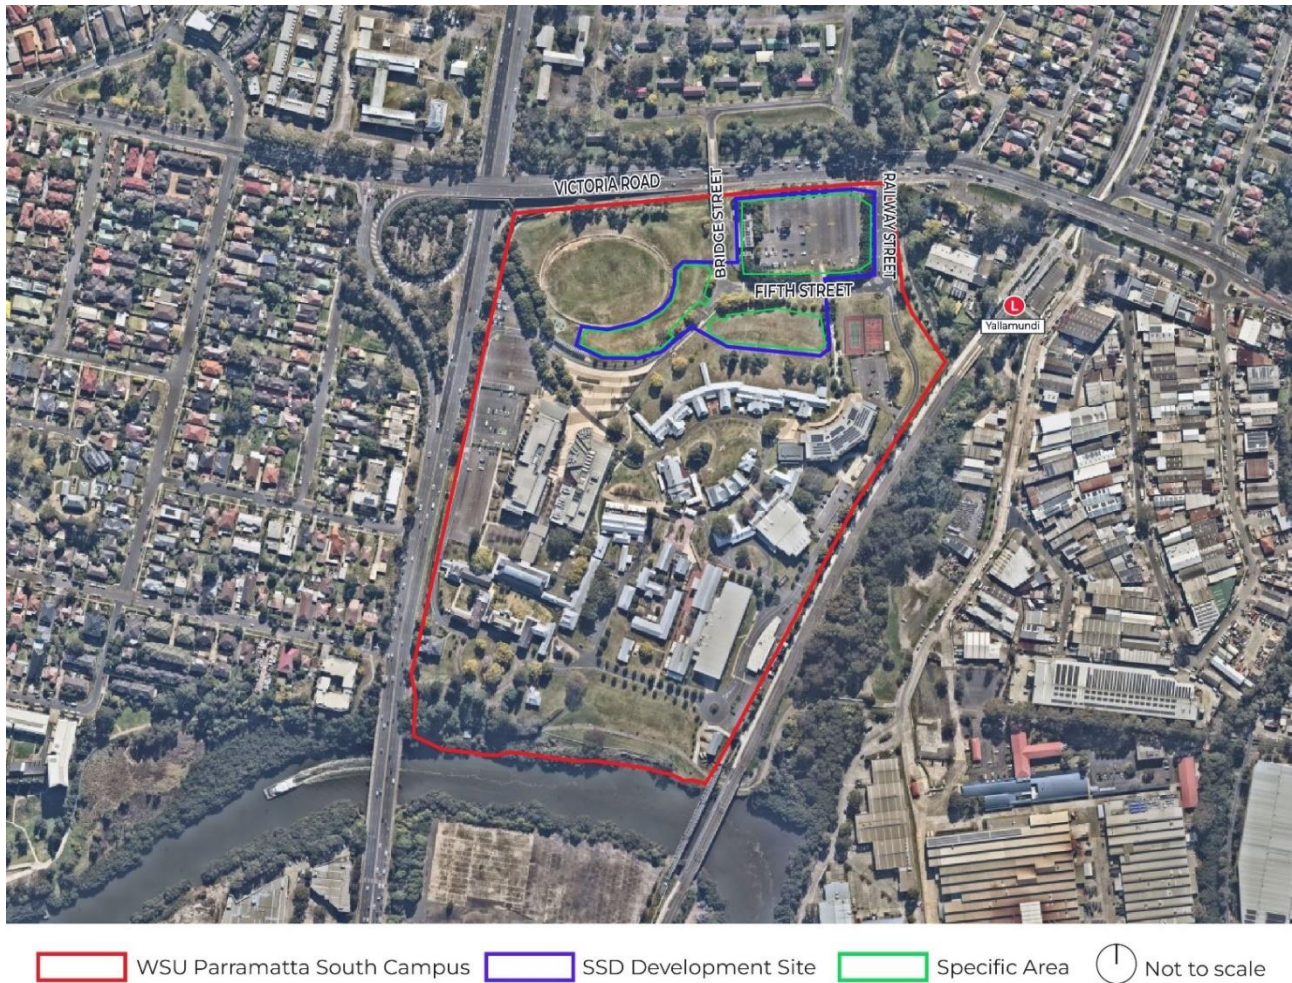 VICTORIA ROAD
BRIDGE STREET
RAILWAY STREET
FIFTH STREET
L
Yallamundi
WSU Parramatta South Campus
SSD Development Site
Specific Area
Not to scale